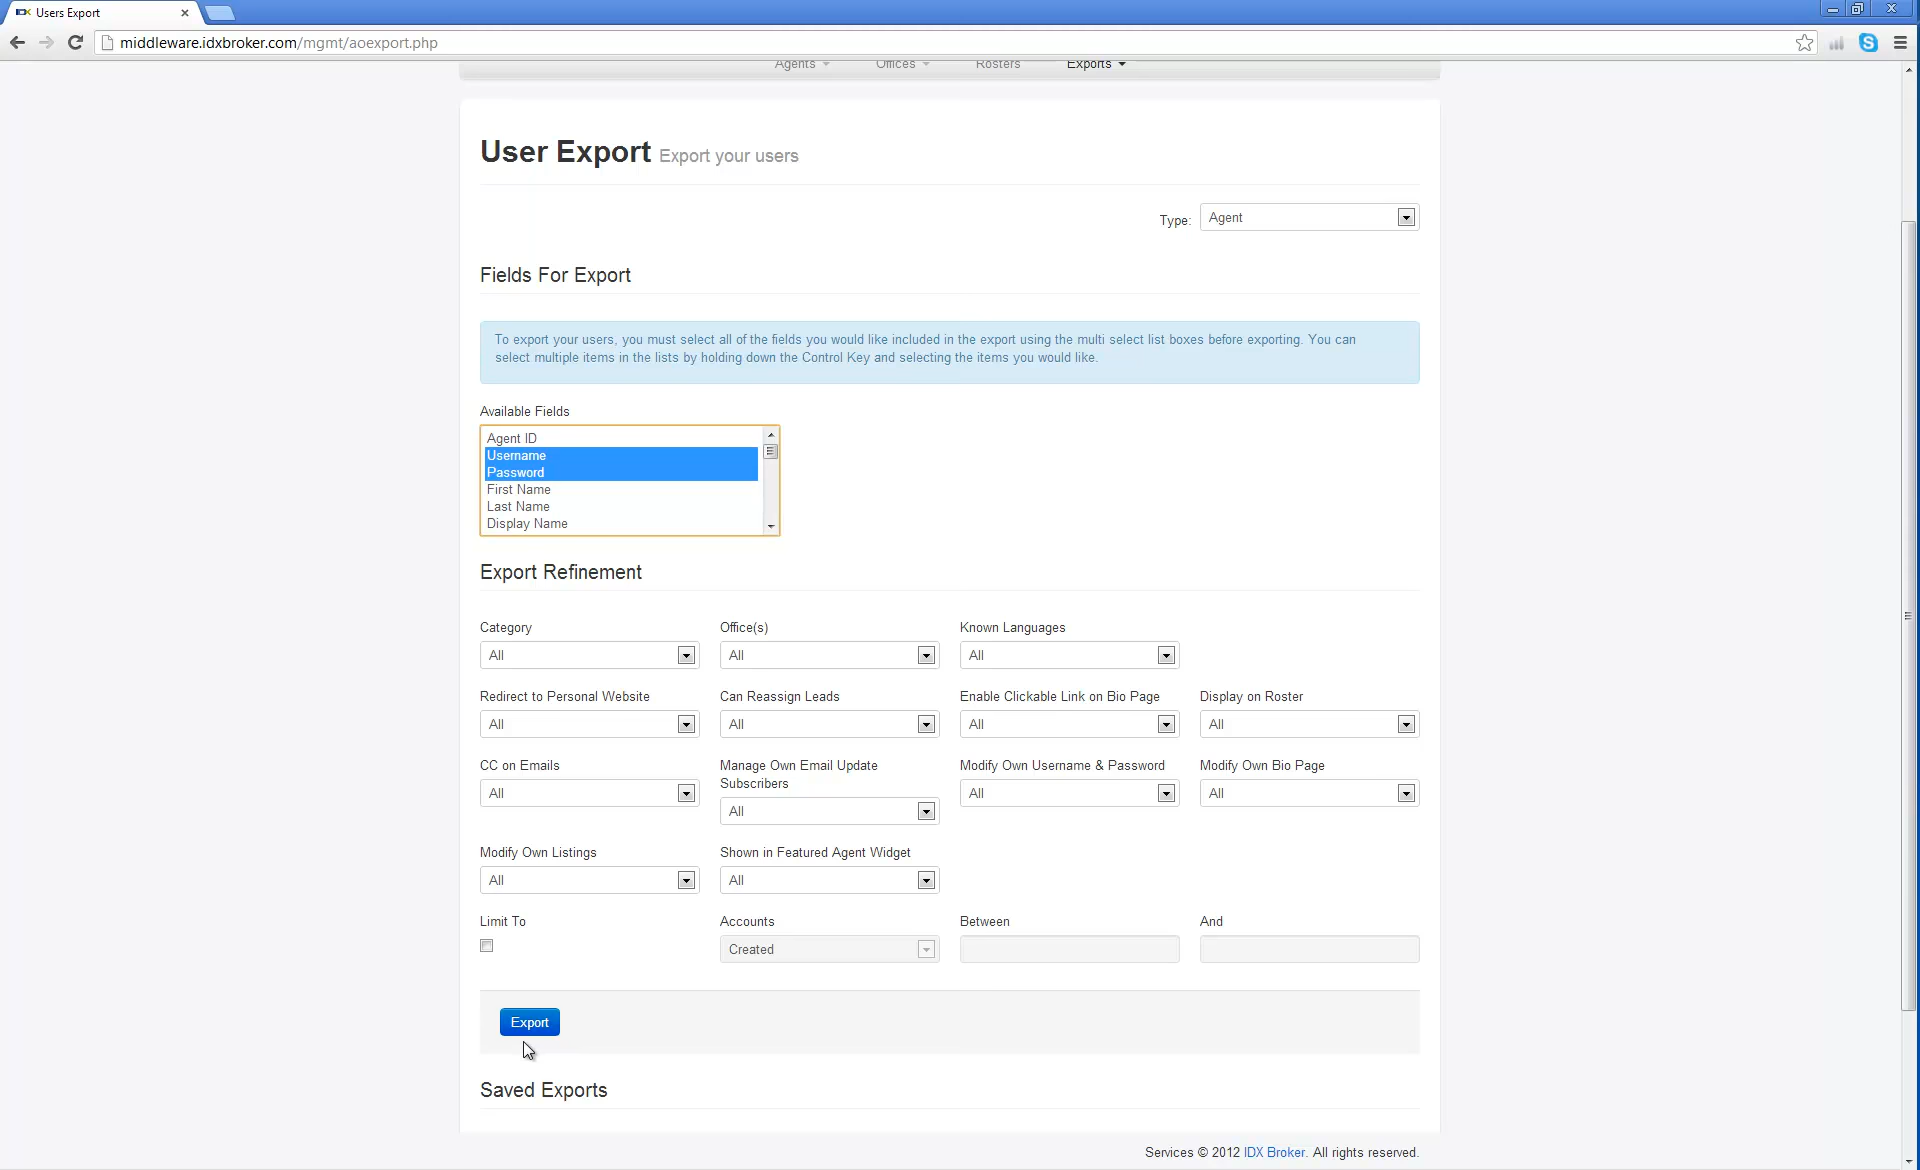 Users Export
middleware.idxbroker.com/mgmt/aoexport.php
Agents Offices Rosters Exports
User Export Export your users
Type: Agent
Fields For Export
To export your users, you must select all of the fields you would like included in the export using the multi select list boxes before exporting. You can
select multiple items in the lists by holding down the Control Key and selecting the items you would like.
Available Fields
Agent ID
Username
Password
First Name
Last Name
Display Name
Export Refinement
Category Office(s) Known Languages
All All All
Redirect to Personal Website Can Reassign Leads Enable Clickable Link on Bio Page Display on Roster
All All All All
CC on Emails Manage Own Email Update Modify Own Username & Password Modify Own Bio Page
Subscribers
All All All All
Modify Own Listings Shown in Featured Agent Widget
All All
Limit To Accounts Between And
Created
Export
Saved Exports
Services © 2012 IDX Broker. All rights reserved.